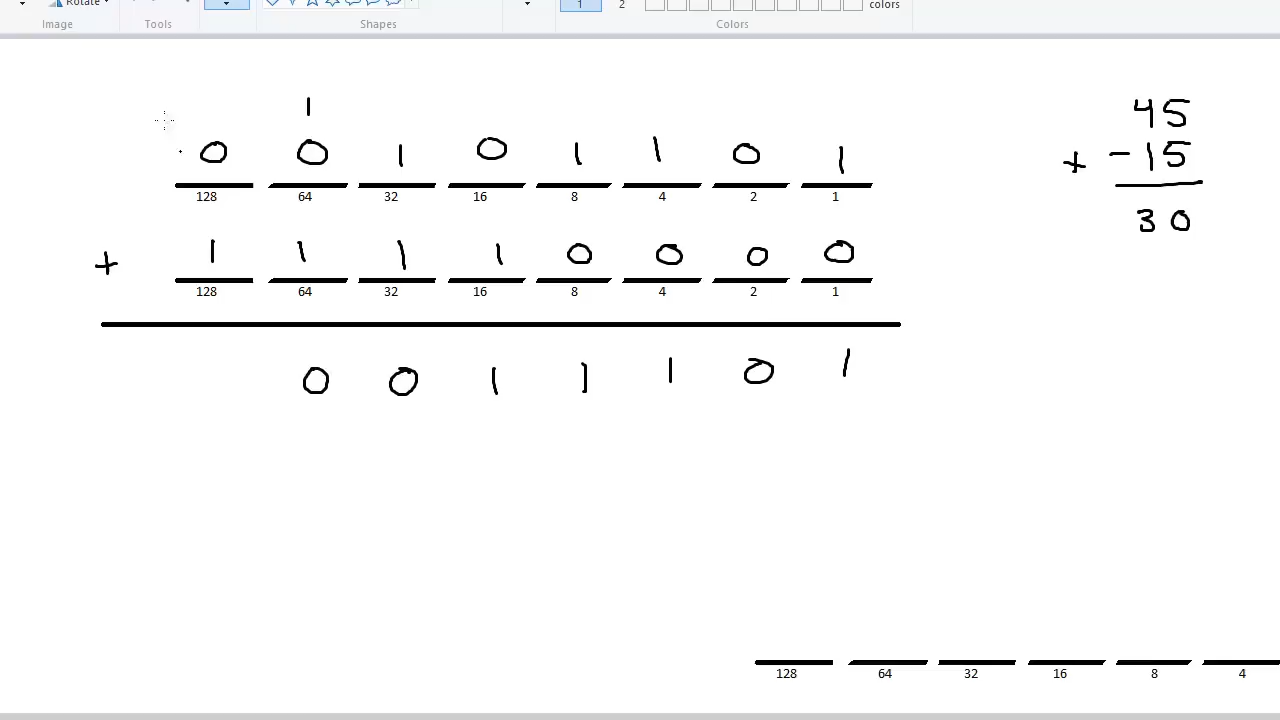 Rotate 1 2 colors
Image Tools Shapes Colors
1
0 0 1 0 1 1 0 1
128 64 32 16 8 4 2 1
+ 1 1 1 1 0 0 0 0
128 64 32 16 8 4 2 1
0 0 1 1 1 0 1
45
+ -15
30
128 64 32 16 8 4